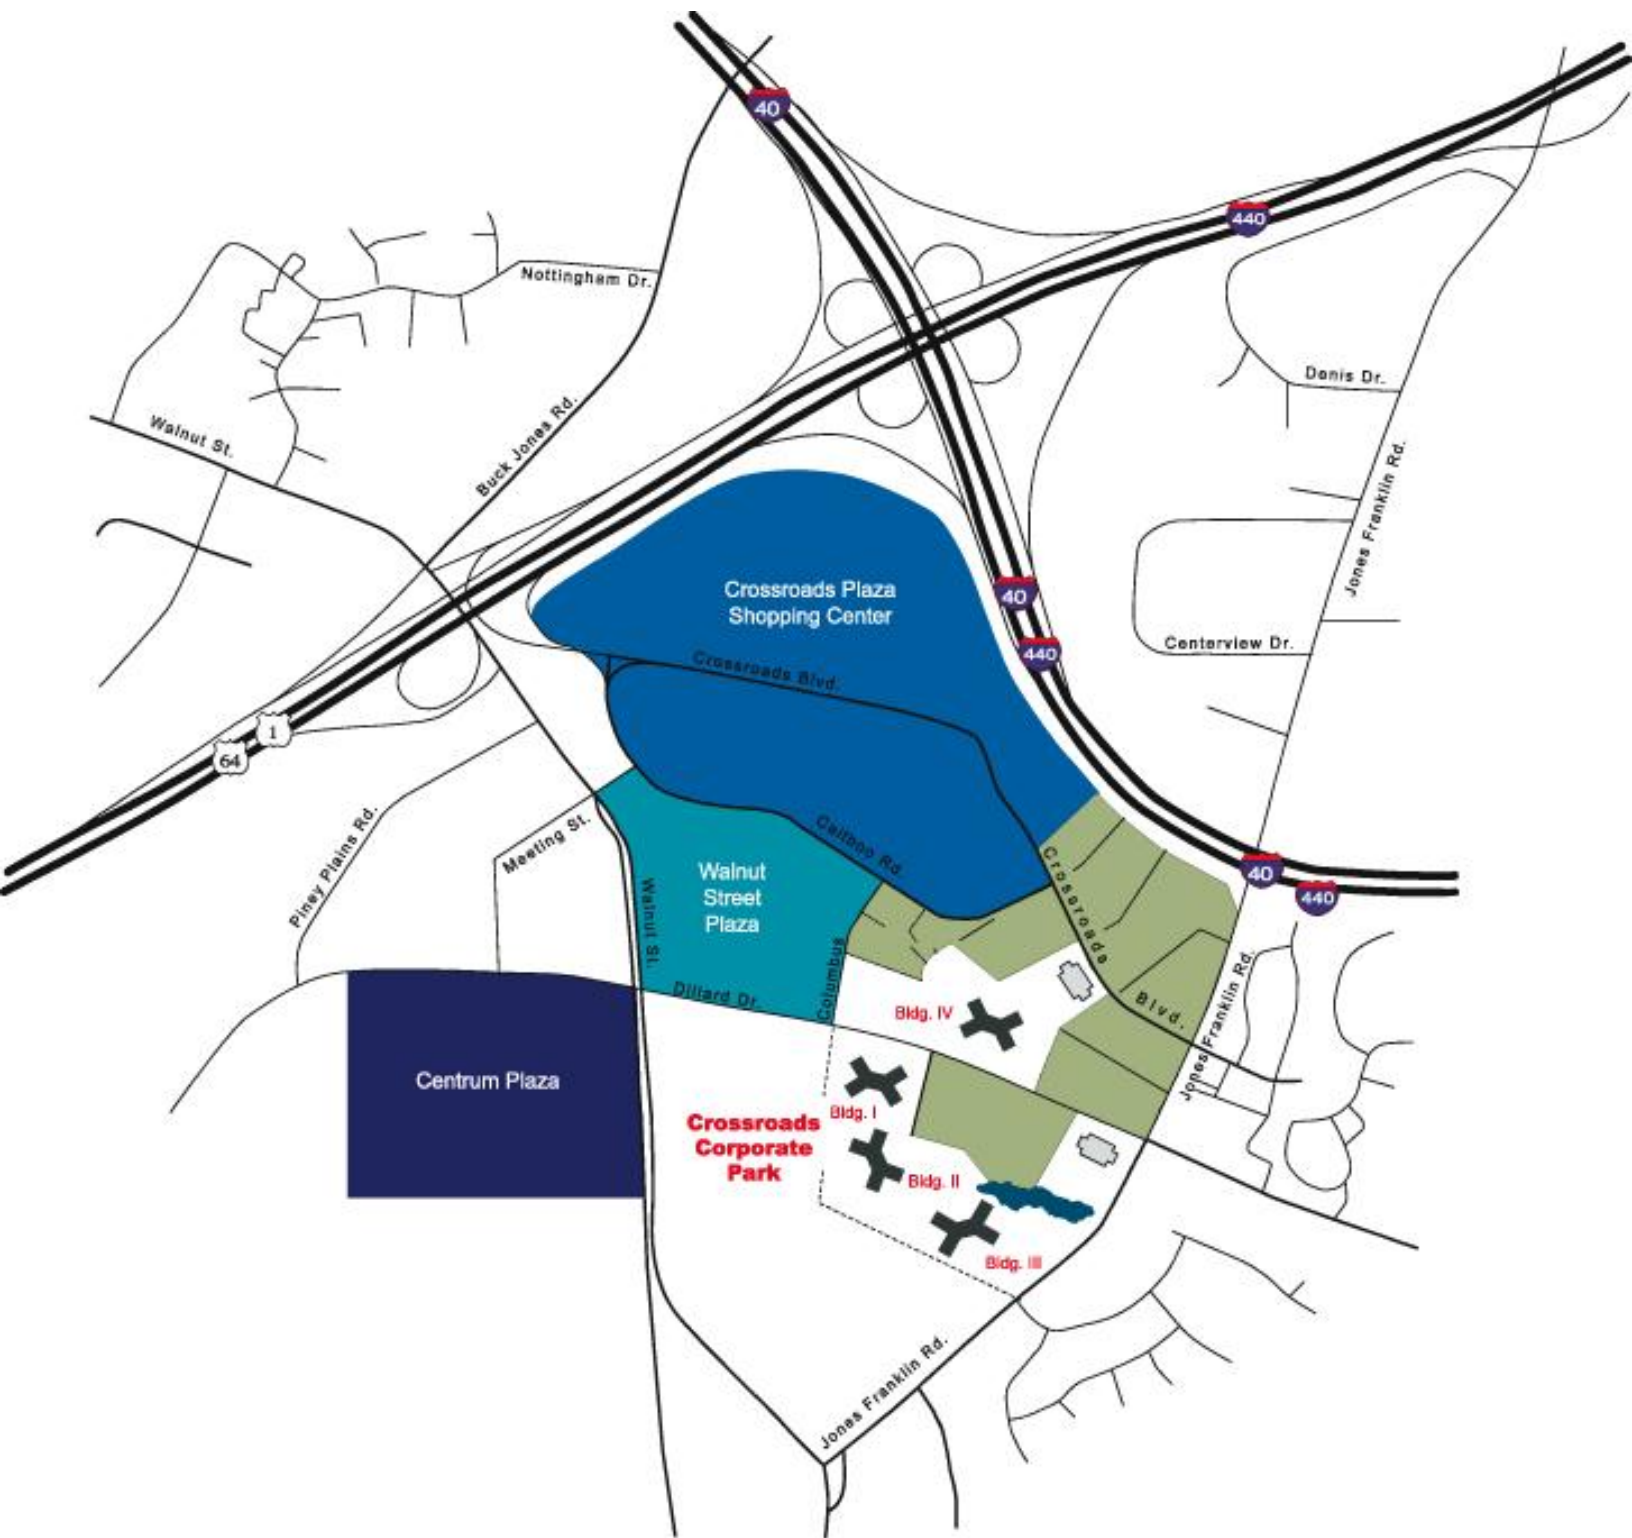 40
440
Nottingham Dr.
Denis Dr.
Walnut St.
Buck Jones Rd.
Jones Franklin Rd.
Crossroads Plaza
Shopping Center
40
440
Centerview Dr.
Crossroads Blvd.
1
64
Piney Plains Rd.
Meeting St.
Caitboo Rd
Crossroads
Blvd.
40
440
Walnut
Street
Plaza
Walnut St.
Columbus
Dillard Dr.
Jones Franklin Rd.
Bldg. IV
Centrum Plaza
Bldg. I
Crossroads
Corporate
Park
Bldg. II
Bldg. III
Jones Franklin Rd.